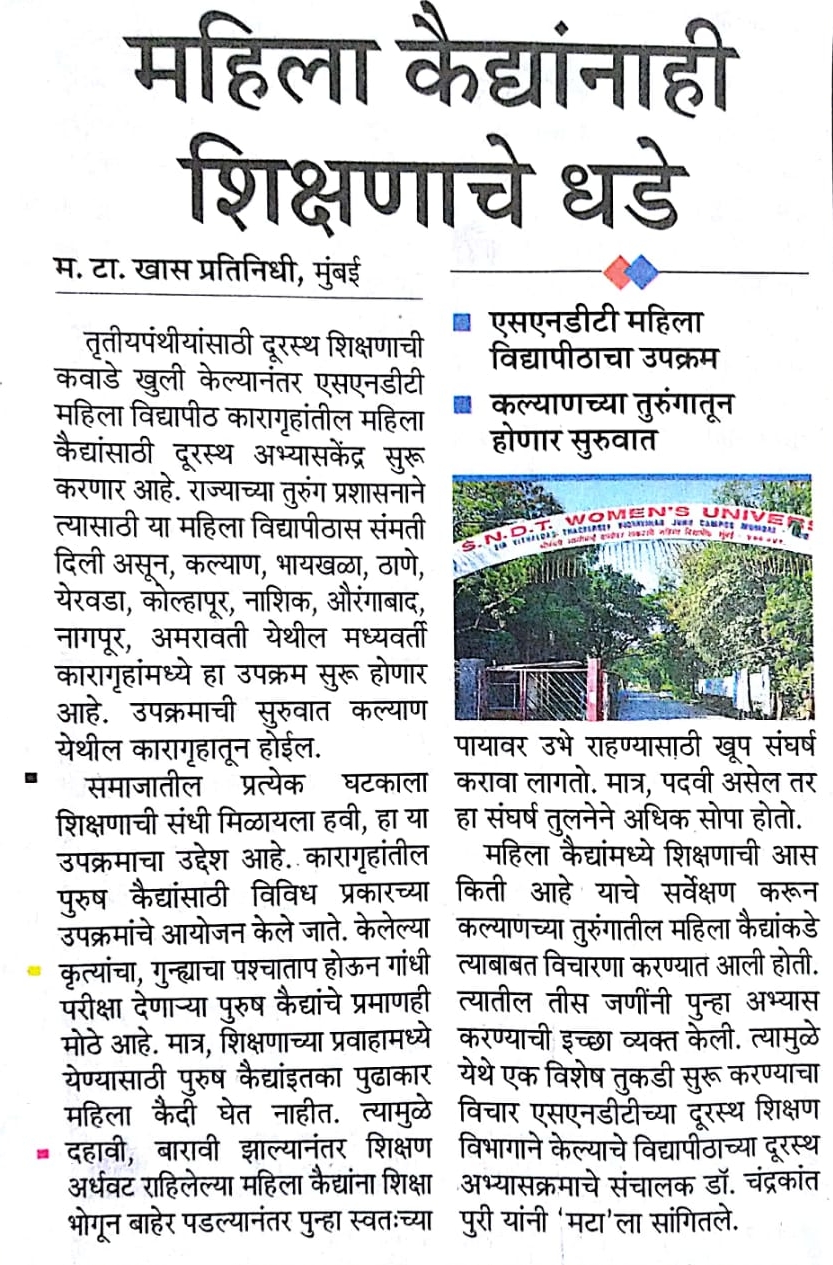 महिला कैद्यांनाही
शिक्षणाचे धडे
म. टा. खास प्रतिनिधी, मुंबई
तृतीयपंथीयांसाठी दूरस्थ शिक्षणाची
कवाडे खुली केल्यानंतर एसएनडीटी
महिला विद्यापीठ कारागृहांतील महिला
कैद्यांसाठी दूरस्थ अभ्यासकेंद्र सुरू
करणार आहे. राज्याच्या तुरुंग प्रशासनाने
त्यासाठी या महिला विद्यापीठास संमती
दिली असून, कल्याण, भायखळा, ठाणे,
येरवडा, कोल्हापूर, नाशिक, औरंगाबाद,
नागपूर, अमरावती येथील मध्यवर्ती
कारागृहांमध्ये हा उपक्रम सुरू होणार
आहे. उपक्रमाची सुरुवात कल्याण
येथील कारागृहातून होईल.
समाजातील प्रत्येक घटकाला
शिक्षणाची संधी मिळायला हवी, हा या
उपक्रमाचा उद्देश आहे. कारागृहांतील
पुरुष कैद्यांसाठी विविध प्रकारच्या
उपक्रमांचे आयोजन केले जाते. केलेल्या
कृत्यांचा, गुन्ह्याचा पश्चाताप होऊन गांधी
परीक्षा देणाऱ्या पुरुष कैद्यांचे प्रमाणही
मोठे आहे. मात्र, शिक्षणाच्या प्रवाहामध्ये
येण्यासाठी पुरुष कैद्यांइतका पुढाकार
महिला कैदी घेत नाहीत. त्यामुळे
दहावी, बारावी झाल्यानंतर शिक्षण
अर्धवट राहिलेल्या महिला कैद्यांना शिक्षा
भोगून बाहेर पडल्यानंतर पुन्हा स्वतःच्या
एसएनडीटी महिला
विद्यापीठाचा उपक्रम
कल्याणच्या तुरुंगातून
होणार सुरुवात
S.N.D.T. WOMEN'S UNIVERS
पायावर उभे राहण्यासाठी खूप संघर्ष
करावा लागतो. मात्र, पदवी असेल तर
हा संघर्ष तुलनेने अधिक सोपा होतो.
महिला कैद्यांमध्ये शिक्षणाची आस
किती आहे याचे सर्वेक्षण करून
कल्याणच्या तुरुंगातील महिला कैद्यांकडे
त्याबाबत विचारणा करण्यात आली होती.
त्यातील तीस जणींनी पुन्हा अभ्यास
करण्याची इच्छा व्यक्त केली. त्यामुळे
येथे एक विशेष तुकडी सुरू करण्याचा
विचार एसएनडीटीच्या दूरस्थ शिक्षण
विभागाने केल्याचे विद्यापीठाच्या दूरस्थ
अभ्यासक्रमाचे संचालक डॉ. चंद्रकांत
पुरी यांनी 'मटा'ला सांगितले.